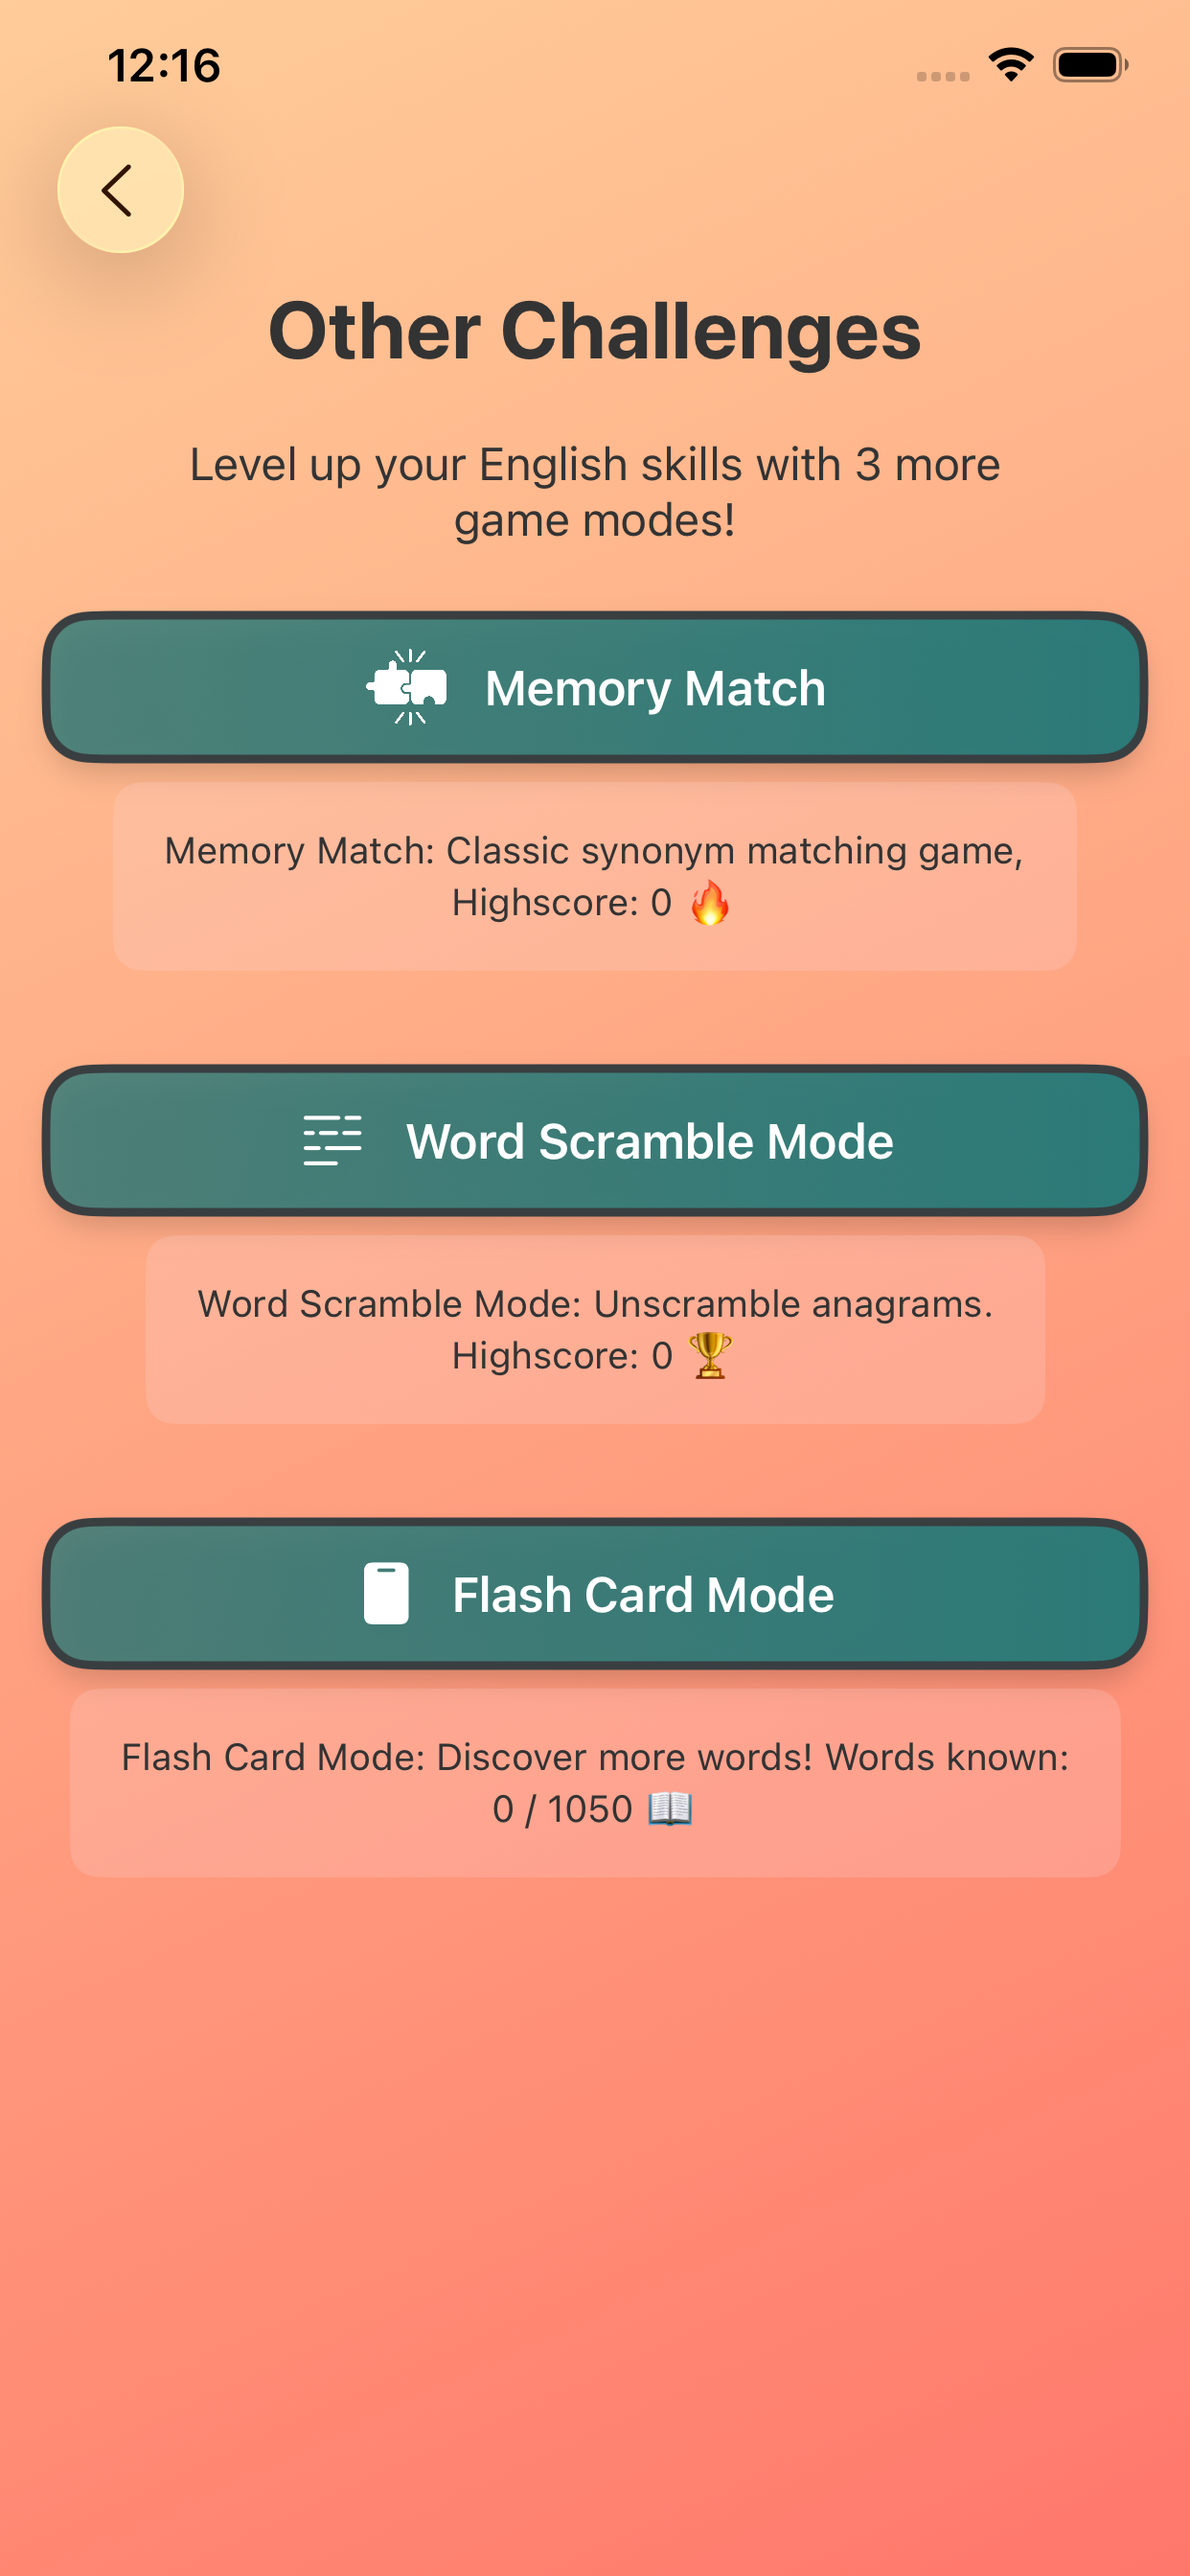 12:16
Other Challenges
Level up your English skills with 3 more
game modes!
Memory Match
Memory Match: Classic synonym matching game,
Highscore: 0 🔥
Word Scramble Mode
Word Scramble Mode: Unscramble anagrams.
Highscore: 0 🏆
Flash Card Mode
Flash Card Mode: Discover more words! Words known:
0 / 1050 📖